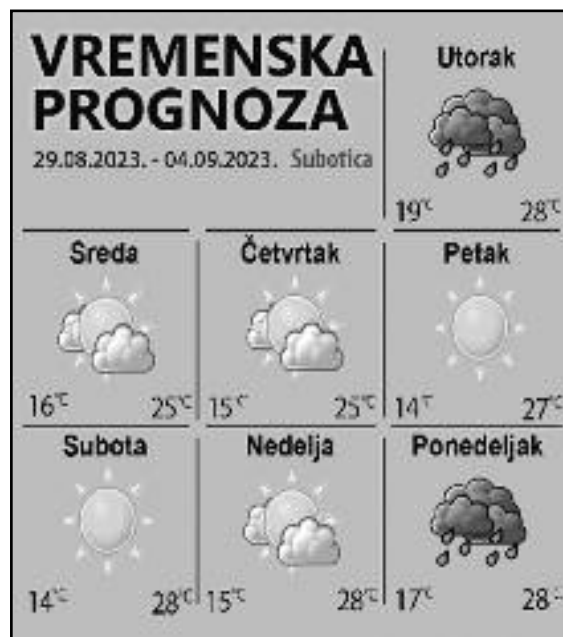 VREMENSKA
PROGNOZA
29.08.2023. - 04.09.2023. Subotica
Utorak
19°C 28°C
Sreda
16°C 25°C
Četvrtak
15°C 25°C
Petak
14°C 27°C
Subota
14°C 28°C
Nedelja
15°C 28°C
Ponedeljak
17°C 28°C